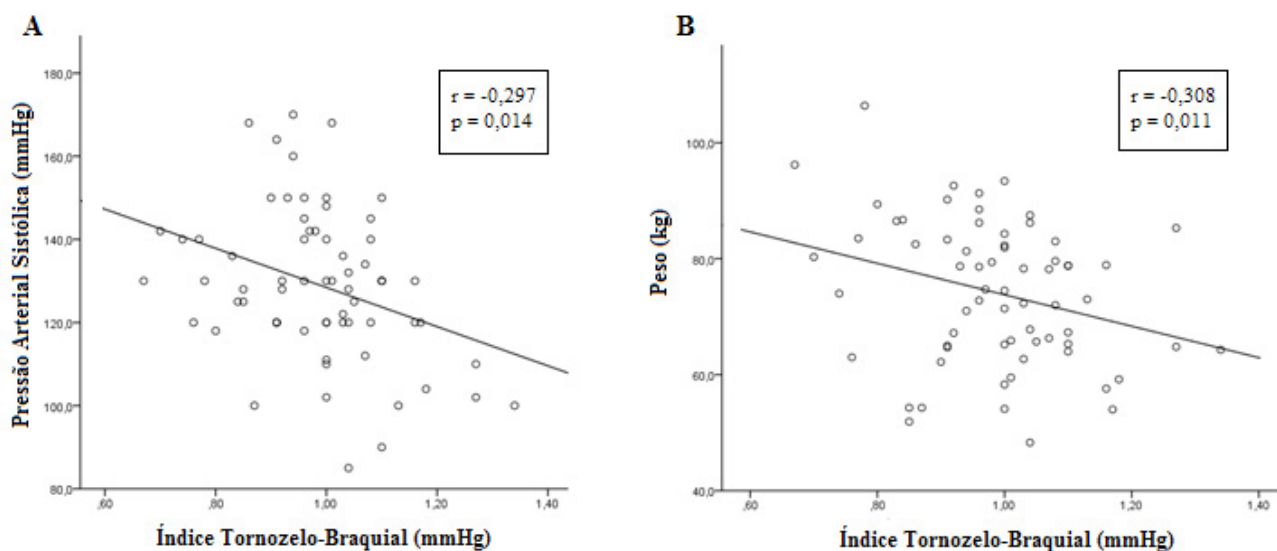 A
Pressão Arterial Sistólica (mmHg)
180,0
160,0
140,0
120,0
100,0
80,0
r = -0,297
p = 0,014
,60
,80
1,00
1,20
1,40
Índice Tornozelo-Braquial (mmHg)
B
Peso (kg)
100,0
80,0
60,0
40,0
r = -0,308
p = 0,011
,60
,80
1,00
1,20
1,40
Índice Tornozelo-Braquial (mmHg)